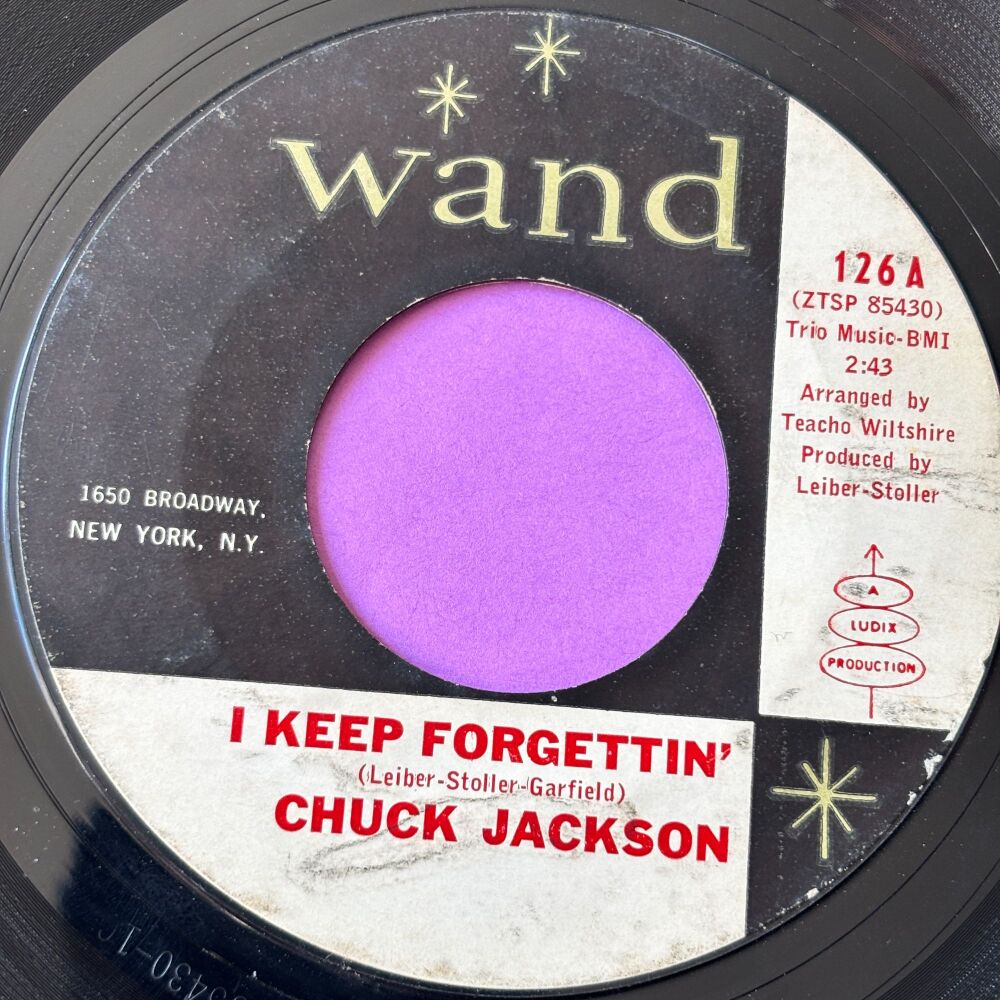 wand
126 A
(ZTSP 85430)
Trio Music-BMI
2:43
Arranged by
Teacho Wiltshire
Produced by
Leiber-Stoller
A
LUDIX
PRODUCTION
1650 BROADWAY,
NEW YORK, N.Y.
I KEEP FORGETTIN'
(Leiber-Stoller-Garfield)
CHUCK JACKSON